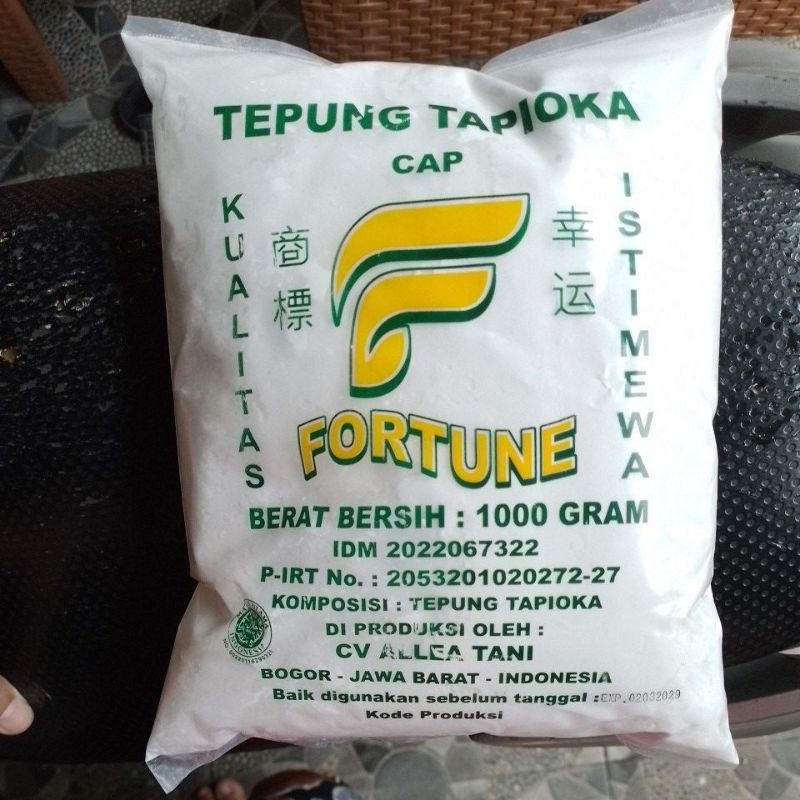 TEPUNG TAPIOKA
CAP
KUALITAS
商標
幸运
ISTIMEWA
FORTUNE
BERAT BERSIH : 1000 GRAM
IDM 2022067322
P-IRT No. : 2053201020272-27
KOMPOSISI : TEPUNG TAPIOKA
DI PRODUKSI OLEH :
CV ALLEA TANI
BOGOR - JAWA BARAT - INDONESIA
Baik digunakan sebelum tanggal :EXP.02032029
Kode Produksi
INDONESIA